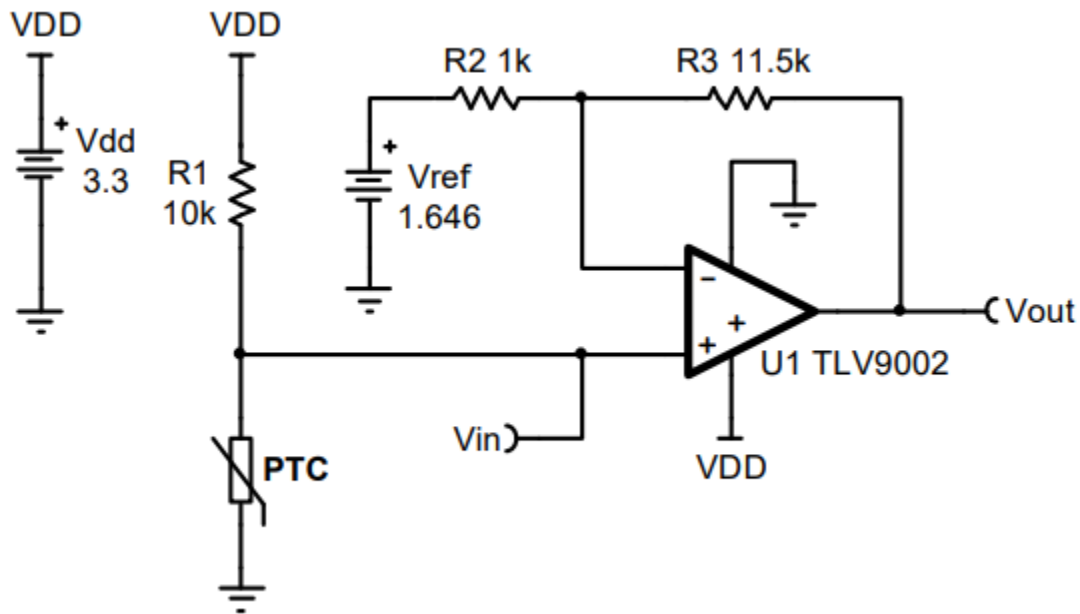 VDD
VDD
R2 1k
R3 11.5k
+
Vdd
3.3
R1
10k
+
Vref
1.646
−
+
+
Vout
U1 TLV9002
Vin
VDD
PTC